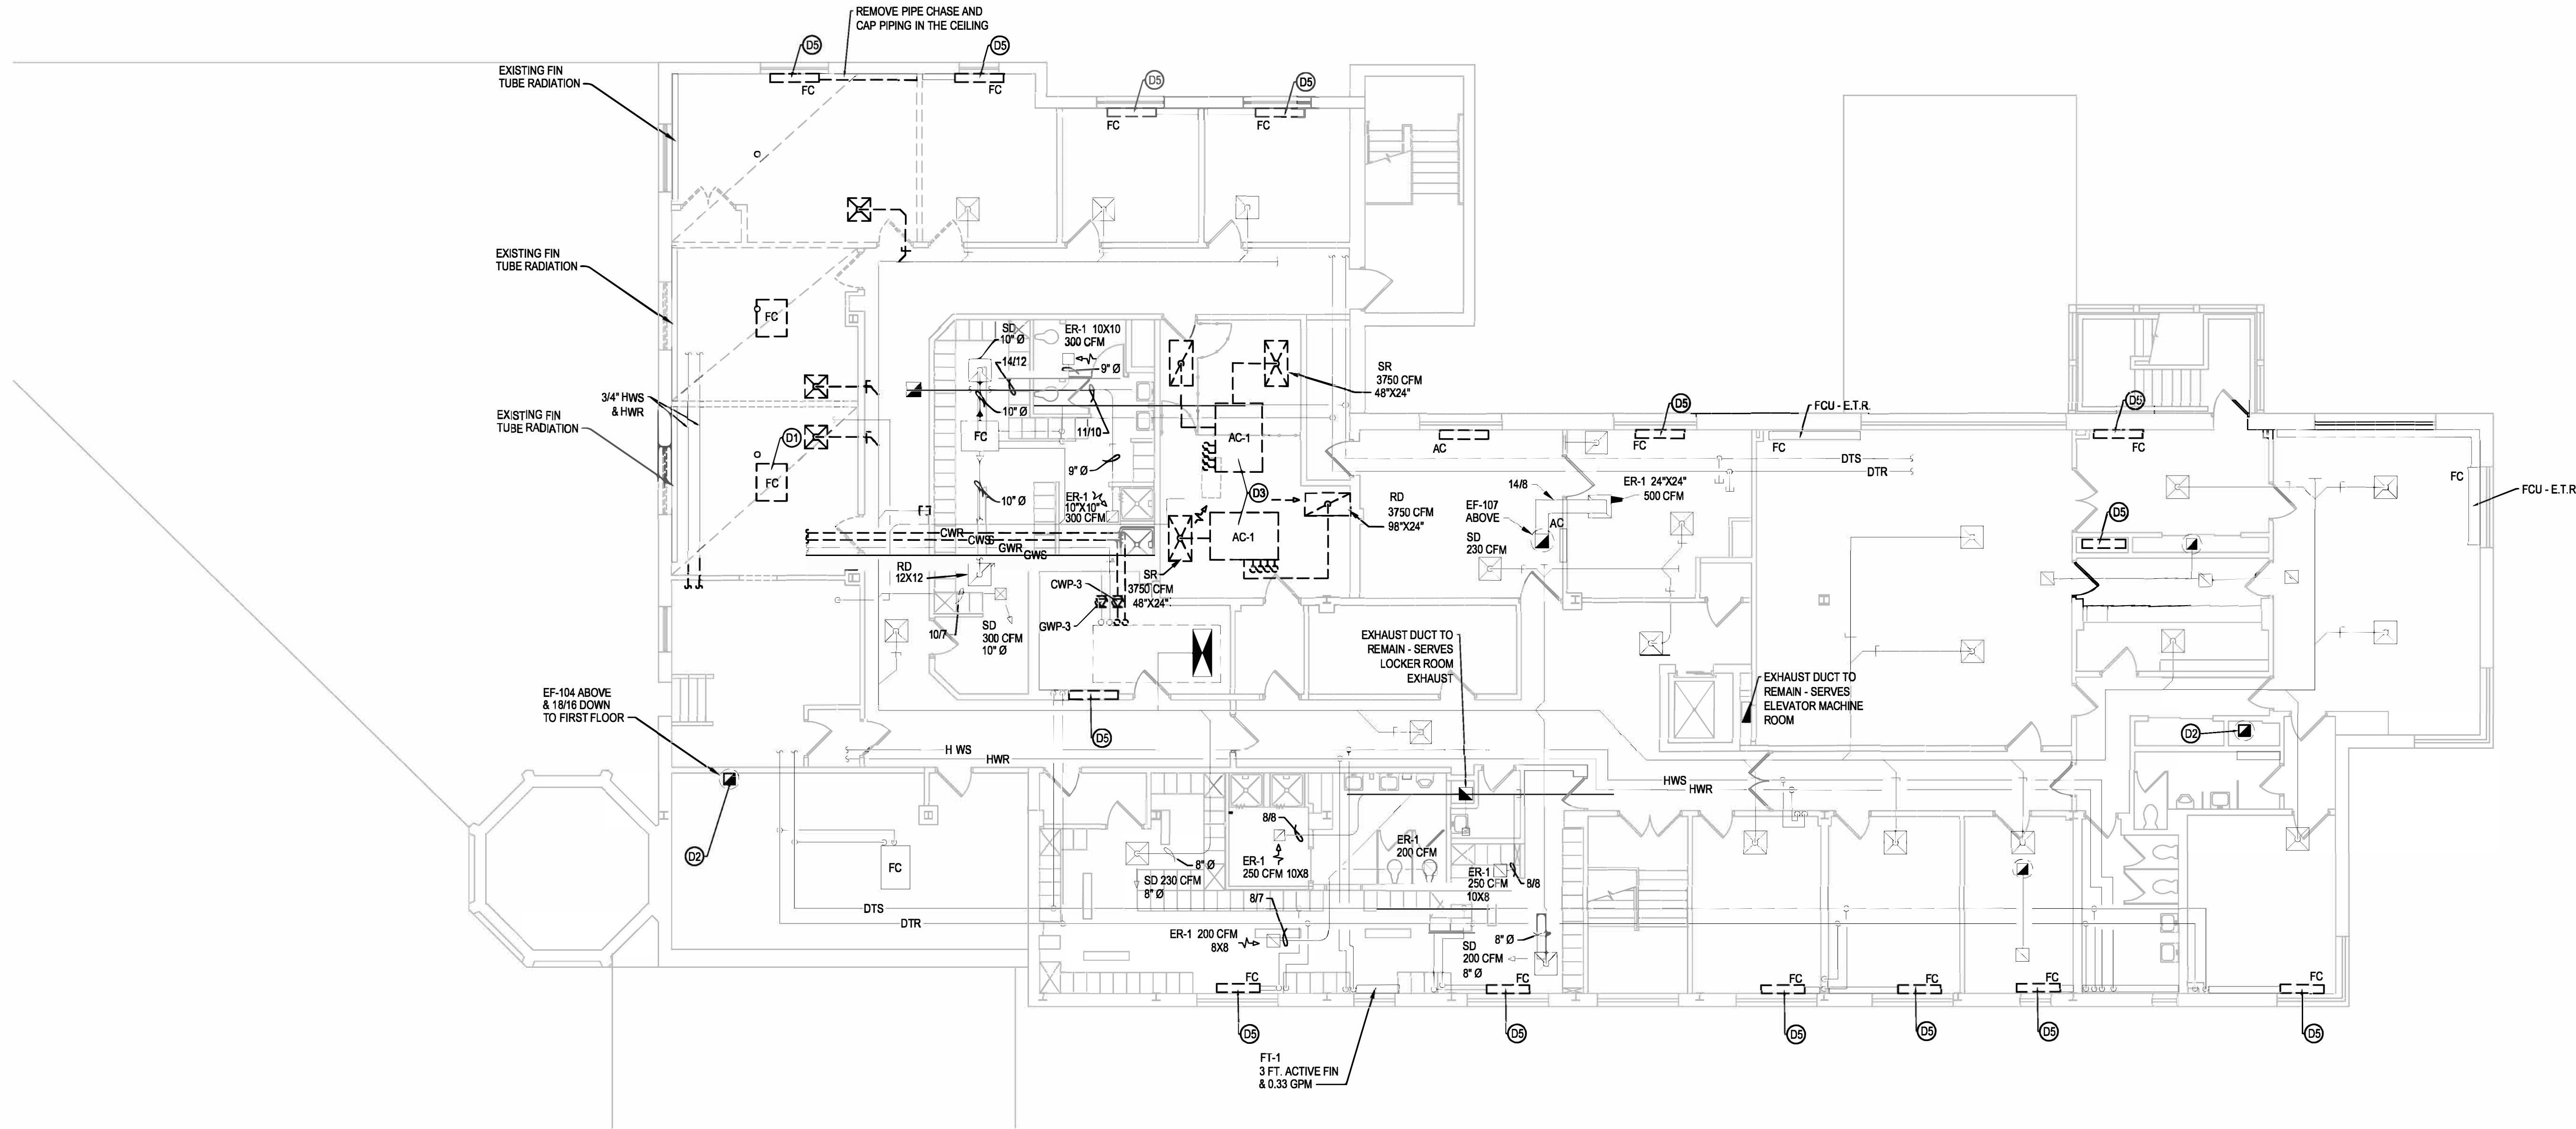 REMOVE PIPE CHASE AND
CAP PIPING IN THE CEILING
D5
D5
D5
D5
FC
FC
FC
FC
EXISTING FIN
TUBE RADIATION
EXISTING FIN
TUBE RADIATION
EXISTING FIN
TUBE RADIATION
3/4" HWS
& HWR
FC
D1
FC
SD
10" Ø
14/12
ER-1 10X10
300 CFM
9" Ø
10" Ø
11/10
FC
9" Ø
10" Ø
ER-1
10"X10"
300 CFM
SR
3750 CFM
48"X24"
AC-1
D3
AC-1
RD
3750 CFM
98"X24"
SR
3750 CFM
48"X24"
CWR
CWS
GWR
GWS
RD
12X12
CWP-3
GWP-3
10/7
SD
300 CFM
10" Ø
AC
D5
FC
FCU - E.T.R.
FC
D5
FC
FC
FCU - E.T.R
DTS
DTR
14/8
ER-1 24"X24"
500 CFM
EF-107
ABOVE
AC
SD
230 CFM
D5
EXHAUST DUCT TO
REMAIN - SERVES
LOCKER ROOM
EXHAUST
EXHAUST DUCT TO
REMAIN - SERVES
ELEVATOR MACHINE
ROOM
D2
EF-104 ABOVE
& 18/16 DOWN
TO FIRST FLOOR
D5
H WS
HWR
HWS
HWR
D2
FC
8/8
8" Ø
SD 230 CFM
8" Ø
ER-1
250 CFM 10X8
ER-1
200 CFM
ER-1
250 CFM
10X8
8/8
8/7
DTS
DTR
ER-1 200 CFM
8X8
8" Ø
SD
200 CFM
8" Ø
FC
FC
FC
FC
FC
FC
D5
D5
D5
D5
D5
D5
FT-1
3 FT. ACTIVE FIN
& 0.33 GPM